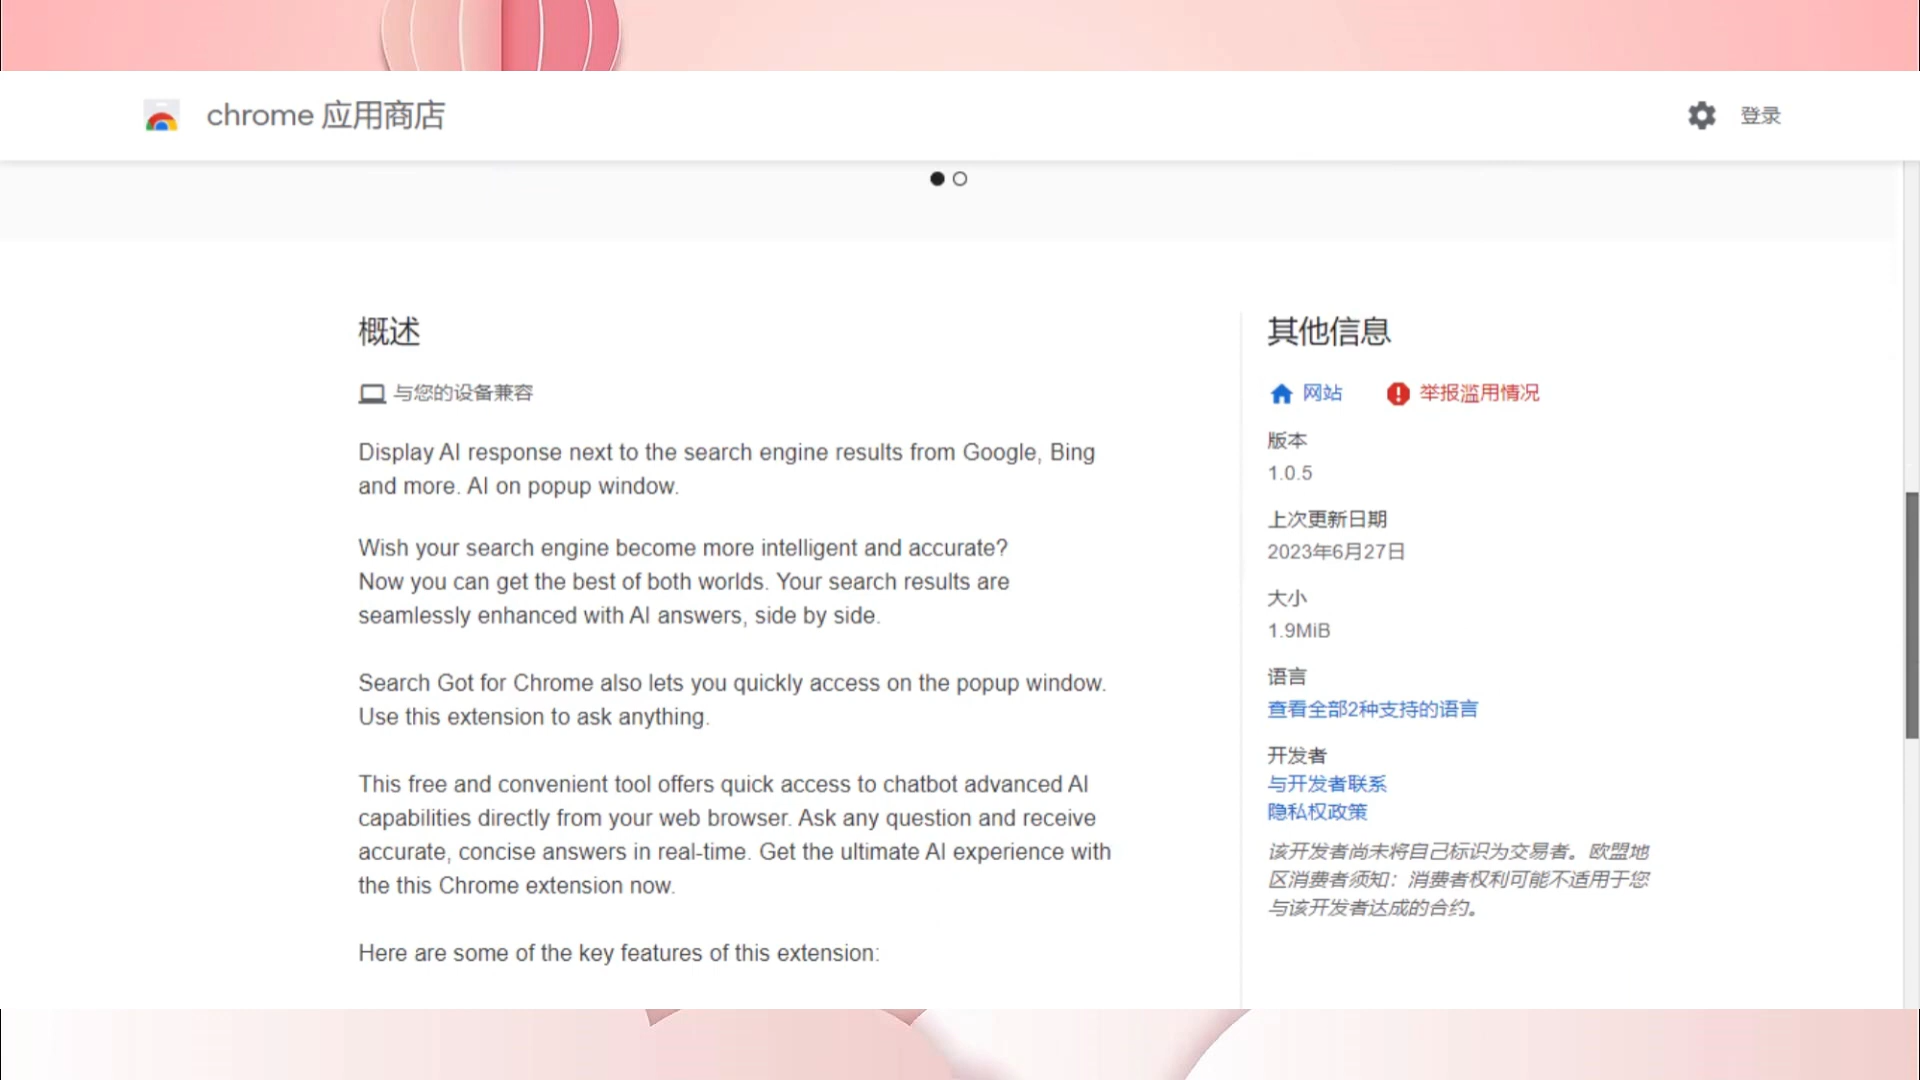 chrome 应用商店
登录
概述
与您的设备兼容
Display AI response next to the search engine results from Google, Bing
and more. AI on popup window.
Wish your search engine become more intelligent and accurate?
Now you can get the best of both worlds. Your search results are
seamlessly enhanced with AI answers, side by side.
Search Got for Chrome also lets you quickly access on the popup window.
Use this extension to ask anything.
This free and convenient tool offers quick access to chatbot advanced AI
capabilities directly from your web browser. Ask any question and receive
accurate, concise answers in real-time. Get the ultimate AI experience with
the this Chrome extension now.
Here are some of the key features of this extension:
其他信息
网站 举报滥用情况
版本
1.0.5
上次更新日期
2023年6月27日
大小
1.9MiB
语言
查看全部2种支持的语言
开发者
与开发者联系
隐私权政策
该开发者尚未将自己标识为交易者。欧盟地
区消费者须知：消费者权利可能不适用于您
与该开发者达成的合约。